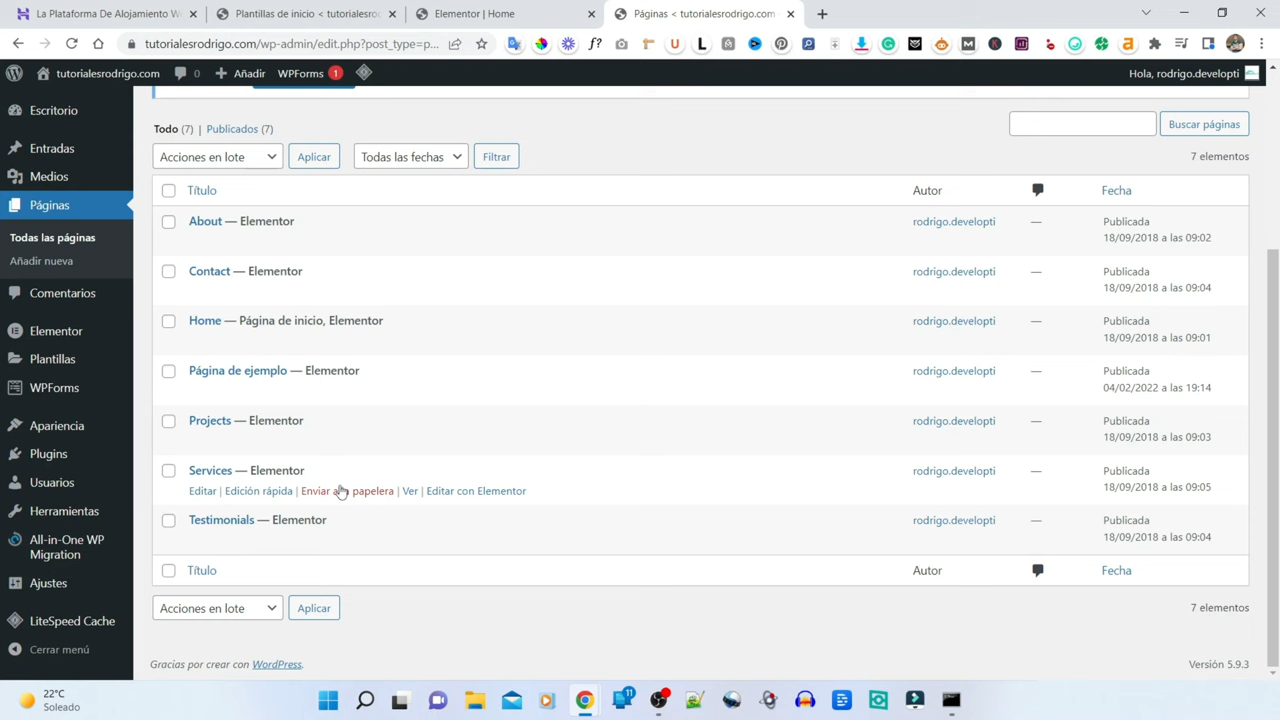 La Plataforma De Alojamiento W
Plantillas de inicio < tutorialesrod
Elementor | Home
Páginas < tutorialesrodrigo.com —
tutorialesrodrigo.com/wp-admin/edit.php?post_type=p...
tutorialesrodrigo.com
0
Añadir
WPForms 1
Hola, rodrigo.developti
Escritorio
Entradas
Medios
Páginas
Todas las páginas
Añadir nueva
Comentarios
Elementor
Plantillas
WPForms
Apariencia
Plugins
Usuarios
Herramientas
All-in-One WP
Migration
Ajustes
LiteSpeed Cache
Cerrar menú
Todo (7) | Publicados (7)
Buscar páginas
Acciones en lote
Aplicar
Todas las fechas
Filtrar
7 elementos
Título
Autor
Fecha
About — Elementor
rodrigo.developti
—
Publicada
18/09/2018 a las 09:02
Contact — Elementor
rodrigo.developti
—
Publicada
18/09/2018 a las 09:04
Home — Página de inicio, Elementor
rodrigo.developti
—
Publicada
18/09/2018 a las 09:01
Página de ejemplo — Elementor
rodrigo.developti
—
Publicada
04/02/2022 a las 19:14
Projects — Elementor
rodrigo.developti
—
Publicada
18/09/2018 a las 09:03
Services — Elementor
Editar | Edición rápida | Enviar a la papelera | Ver | Editar con Elementor
rodrigo.developti
—
Publicada
18/09/2018 a las 09:05
Testimonials — Elementor
rodrigo.developti
—
Publicada
18/09/2018 a las 09:04
Título
Autor
Fecha
Acciones en lote
Aplicar
7 elementos
Gracias por crear con WordPress.
Versión 5.9.3
22°C
Soleado
11